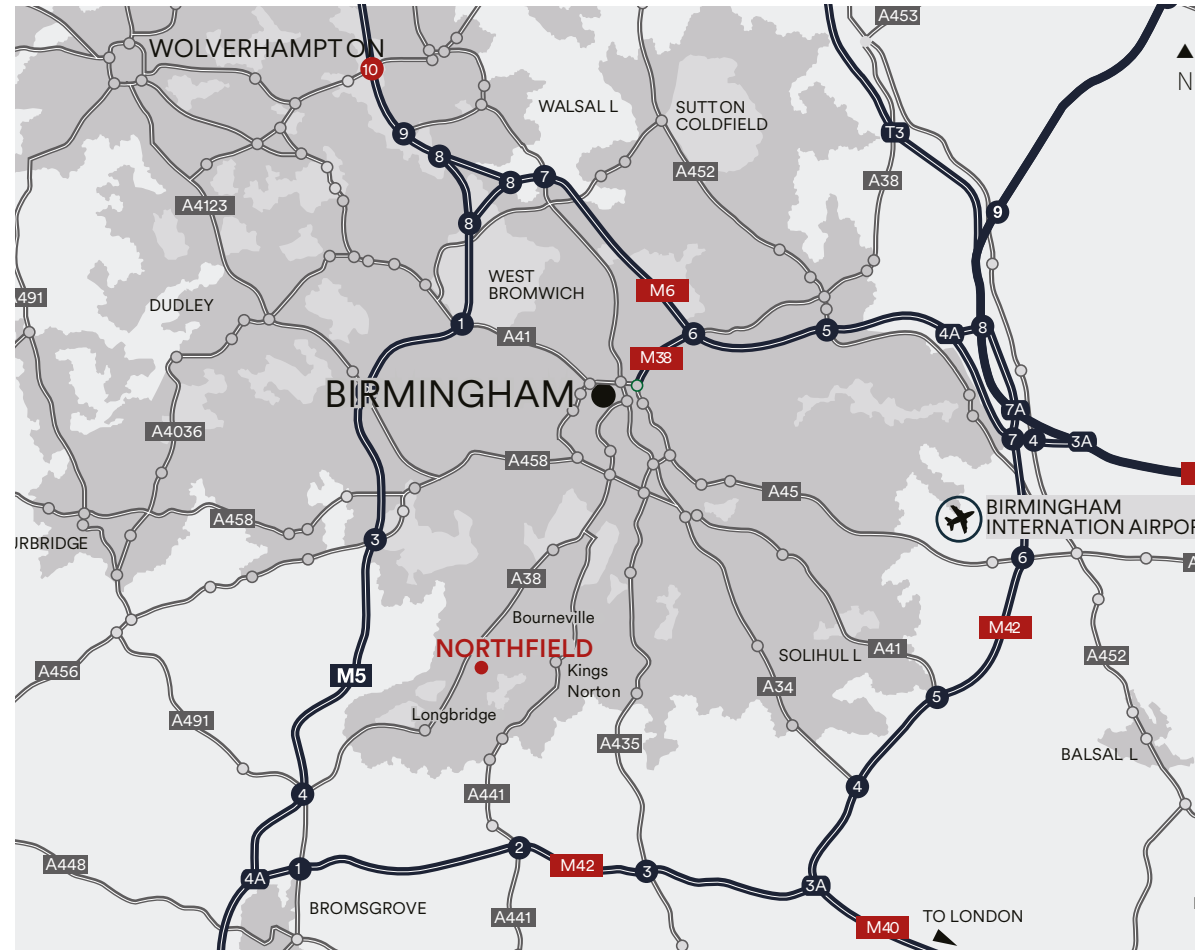 A453
WOLVERHAMPTON
N
10
WALSALL
SUTTON
COLDFIELD
9
T3
8
8
7
A452
A38
A4123
9
8
WEST
BROMWICH
M6
491
DUDLEY
1
A41
6
5
4A
8
M38
BIRMINGHAM
7A
A4036
7
4
3A
A458
A45
BIRMINGHAM
INTERNATION AIRPOR
A458
3
URBRIDGE
6
A
A38
Bourneville
M42
NORTHFIELD
SOLIHULL
A41
A452
A456
M5
Kings
Norton
A34
5
Longbridge
A491
A435
BALSALL
4
A441
4
2
M42
A448
4A
1
3
3A
BROMSGROVE
A441
M40
TO LONDON